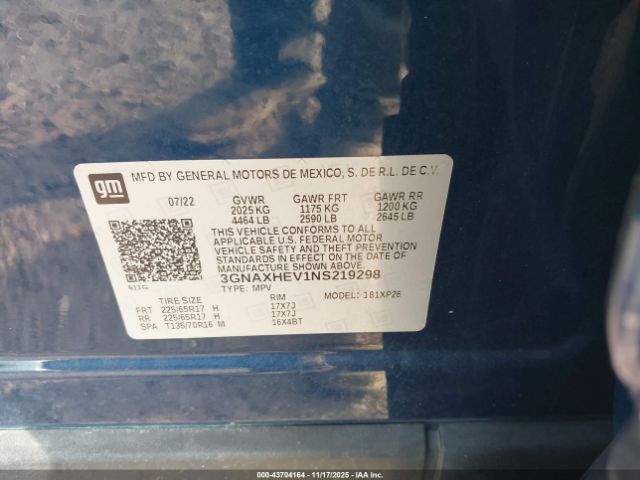 gm
MFD BY GENERAL MOTORS DE MEXICO, S. DE R.L. DE C.V.
07/22 GVWR GAWR FRT GAWR RR
2025 KG 1175 KG 1200 KG
4464 LB 2590 LB 2645 LB
THIS VEHICLE CONFORMS TO ALL
APPLICABLE U.S. FEDERAL MOTOR
VEHICLE SAFETY AND THEFT PREVENTION
STANDARDS IN EFFECT ON THE DATE OF
MANUFACTURE SHOWN ABOVE.
3GNAXHEV1NS219298
611G TYPE: MPV
TIRE SIZE RIM MODEL: 181XP26
FRT 225/65R17 H 17X7J
RR 225/65R17 H 17X7J
SPA T135/70R16 M 16X4BT
000-43704164 | 11/17/2025 | COPART/IAA